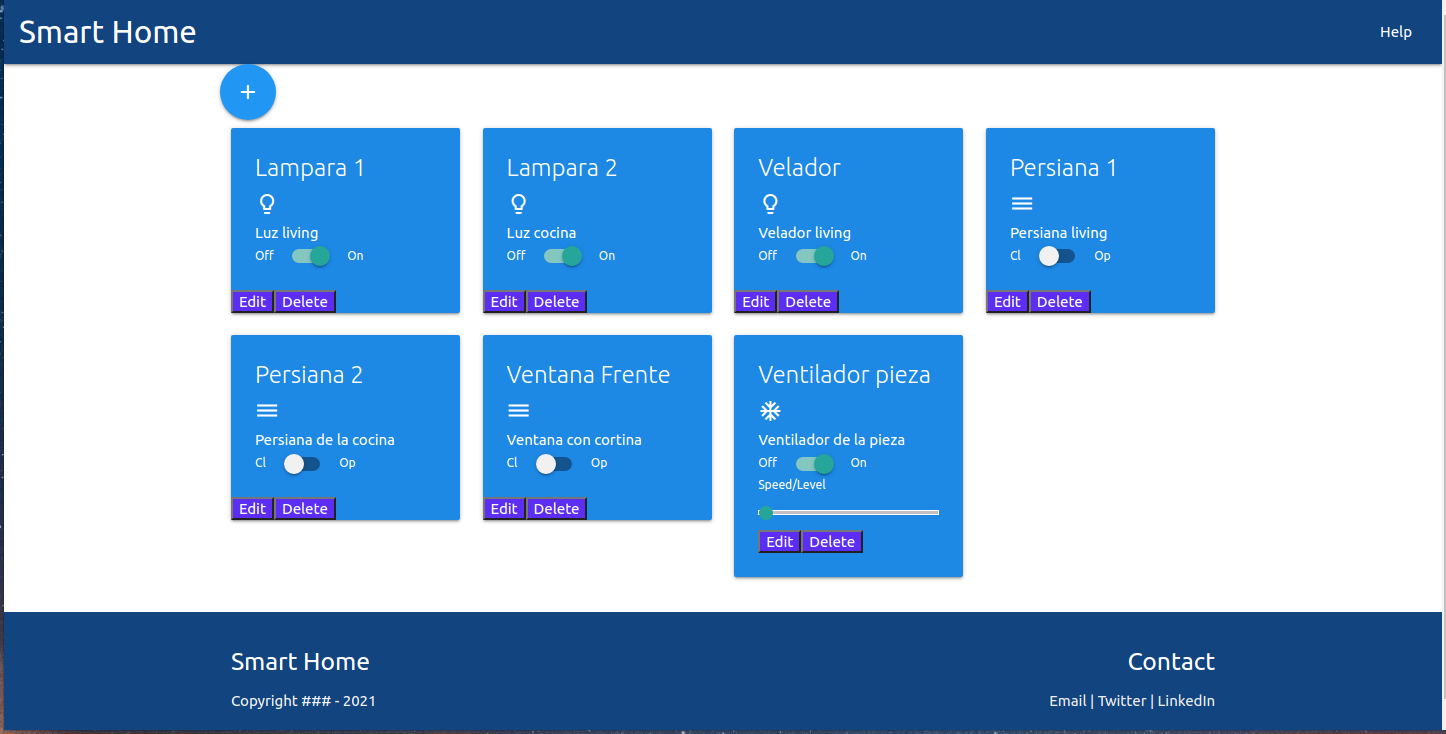 Smart Home
Help
+
Lampara 1
Luz living
Off On
Edit Delete
Lampara 2
Luz cocina
Off On
Edit Delete
Velador
Velador living
Off On
Edit Delete
Persiana 1
Persiana living
Cl Op
Edit Delete
Persiana 2
Persiana de la cocina
Cl Op
Edit Delete
Ventana Frente
Ventana con cortina
Cl Op
Edit Delete
Ventilador pieza
Ventilador de la pieza
Off On
Speed/Level
Edit Delete
Smart Home
Copyright ### - 2021
Contact
Email | Twitter | LinkedIn